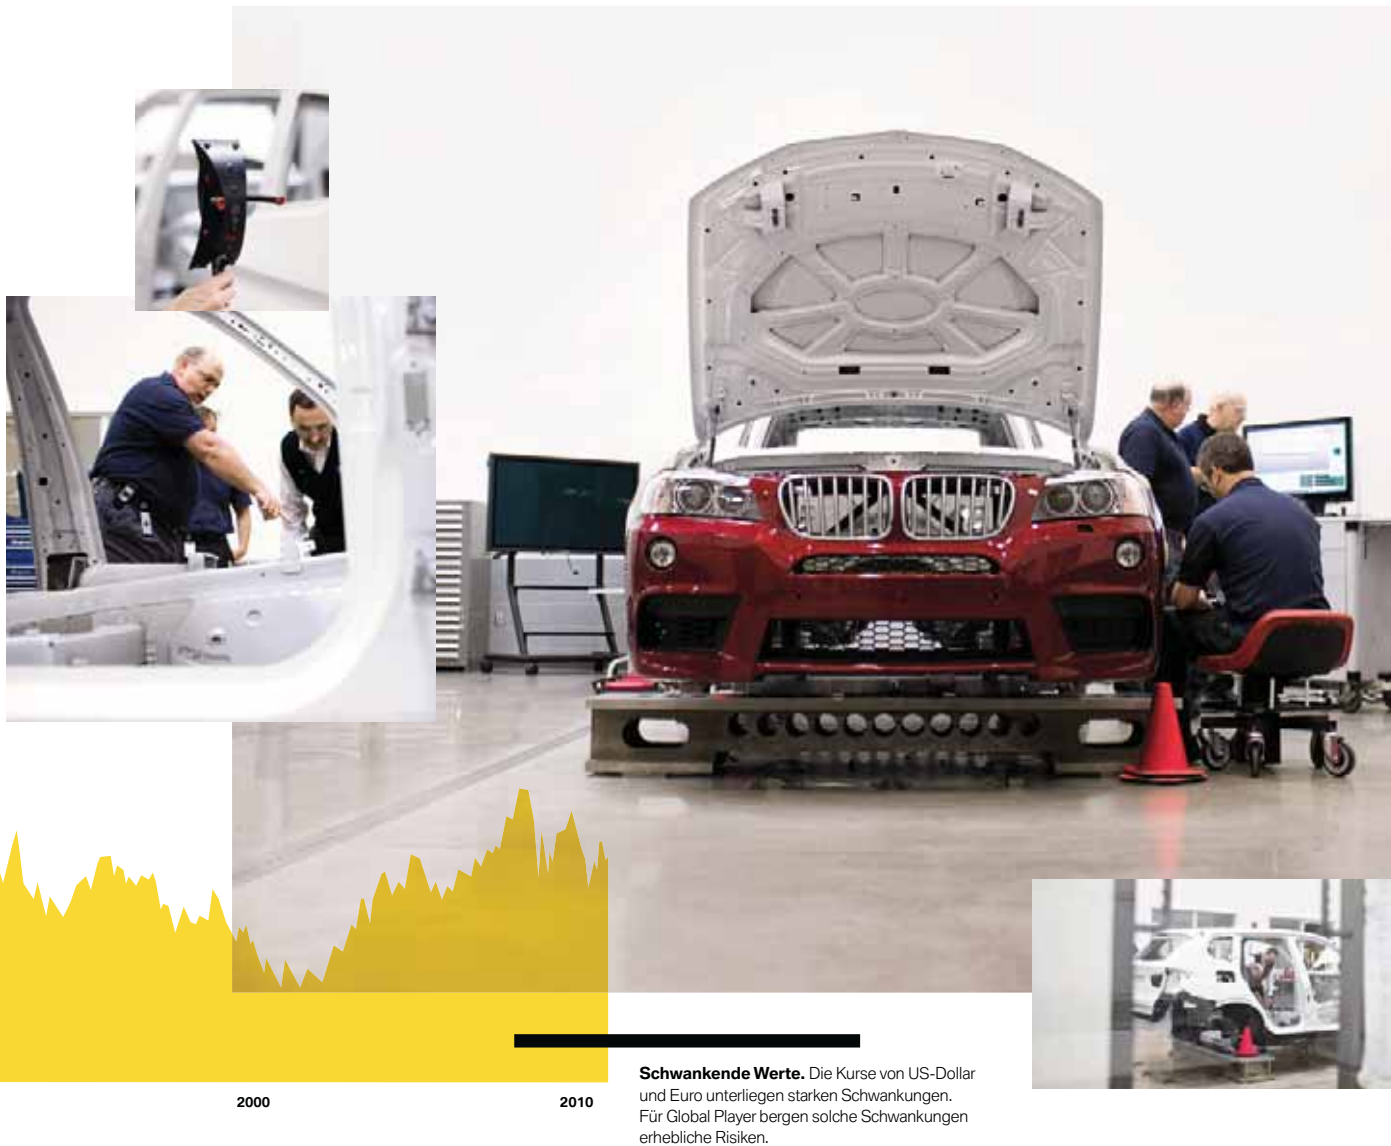 2000
2010
Schwankende Werte. Die Kurse von US-Dollar
und Euro unterliegen starken Schwankungen.
Für Global Player bergen solche Schwankungen
erhebliche Risiken.